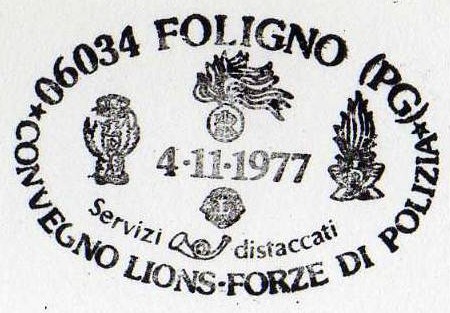 06034 FOLIGNO (PG)
4·11·1977
Servizi distaccati
★CONVEGNO LIONS-FORZE DI POLIZIA★